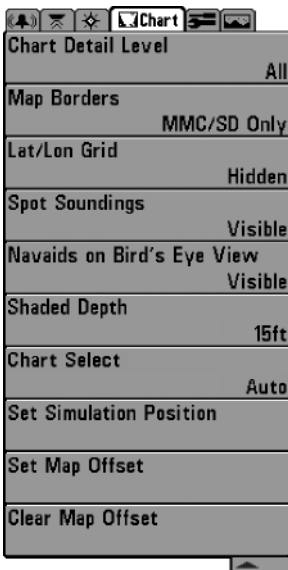 Chart
Chart Detail Level
All
Map Borders
MMC/SD Only
Lat/Lon Grid
Hidden
Spot Soundings
Visible
Navaids on Bird's Eye View
Visible
Shaded Depth
15ft
Chart Select
Auto
Set Simulation Position
Set Map Offset
Clear Map Offset